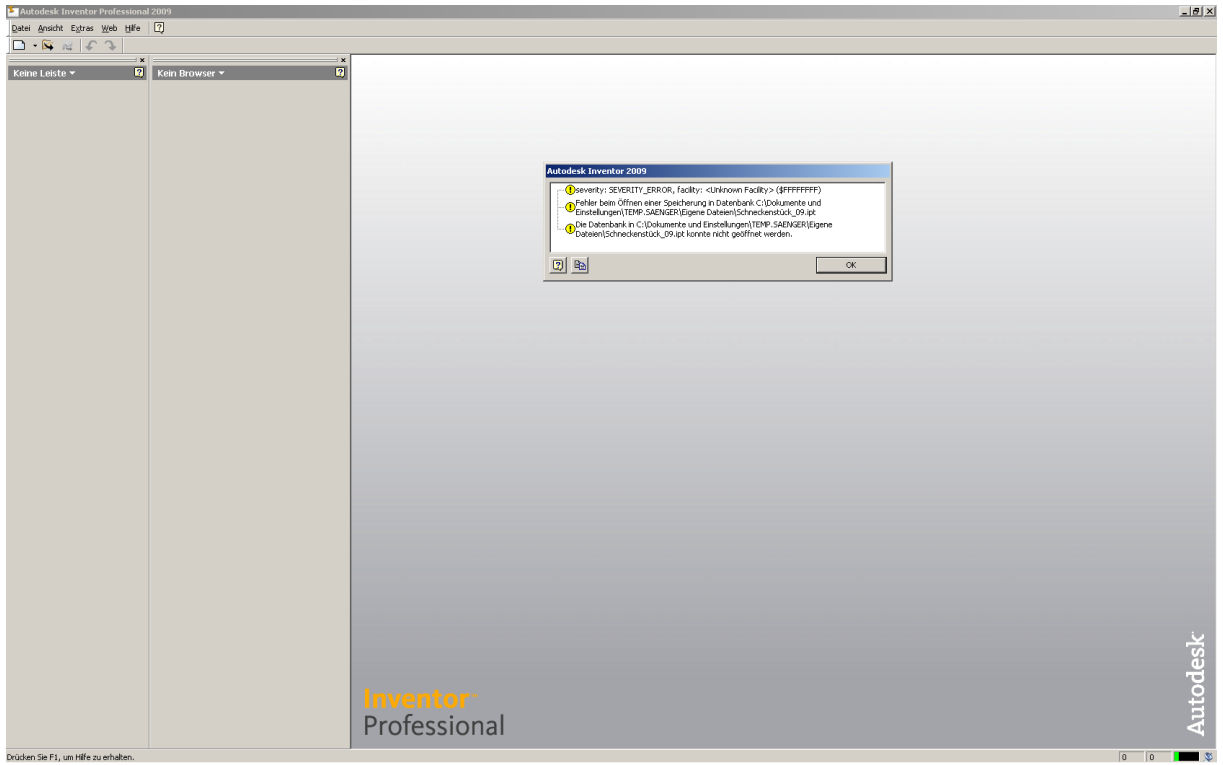 Autodesk Inventor Professional 2009
Datei Ansicht Extras Web Hilfe
Keine Leiste
Kein Browser
Autodesk Inventor 2009
severity: SEVERITY_ERROR, facility: <Unknown Facility> ($FFFFFFFF)
Fehler beim Öffnen einer Speicherung in Datenbank C:\Dokumente und
Einstellungen\TEMP.SAENGER\Eigene Dateien\Schneckenstück_09.ipt
Die Datenbank in C:\Dokumente und Einstellungen\TEMP.SAENGER\Eigene
Dateien\Schneckenstück_09.ipt konnte nicht geöffnet werden.
OK
Inventor™
Professional
Autodesk
Drücken Sie F1, um Hilfe zu erhalten.
0 0